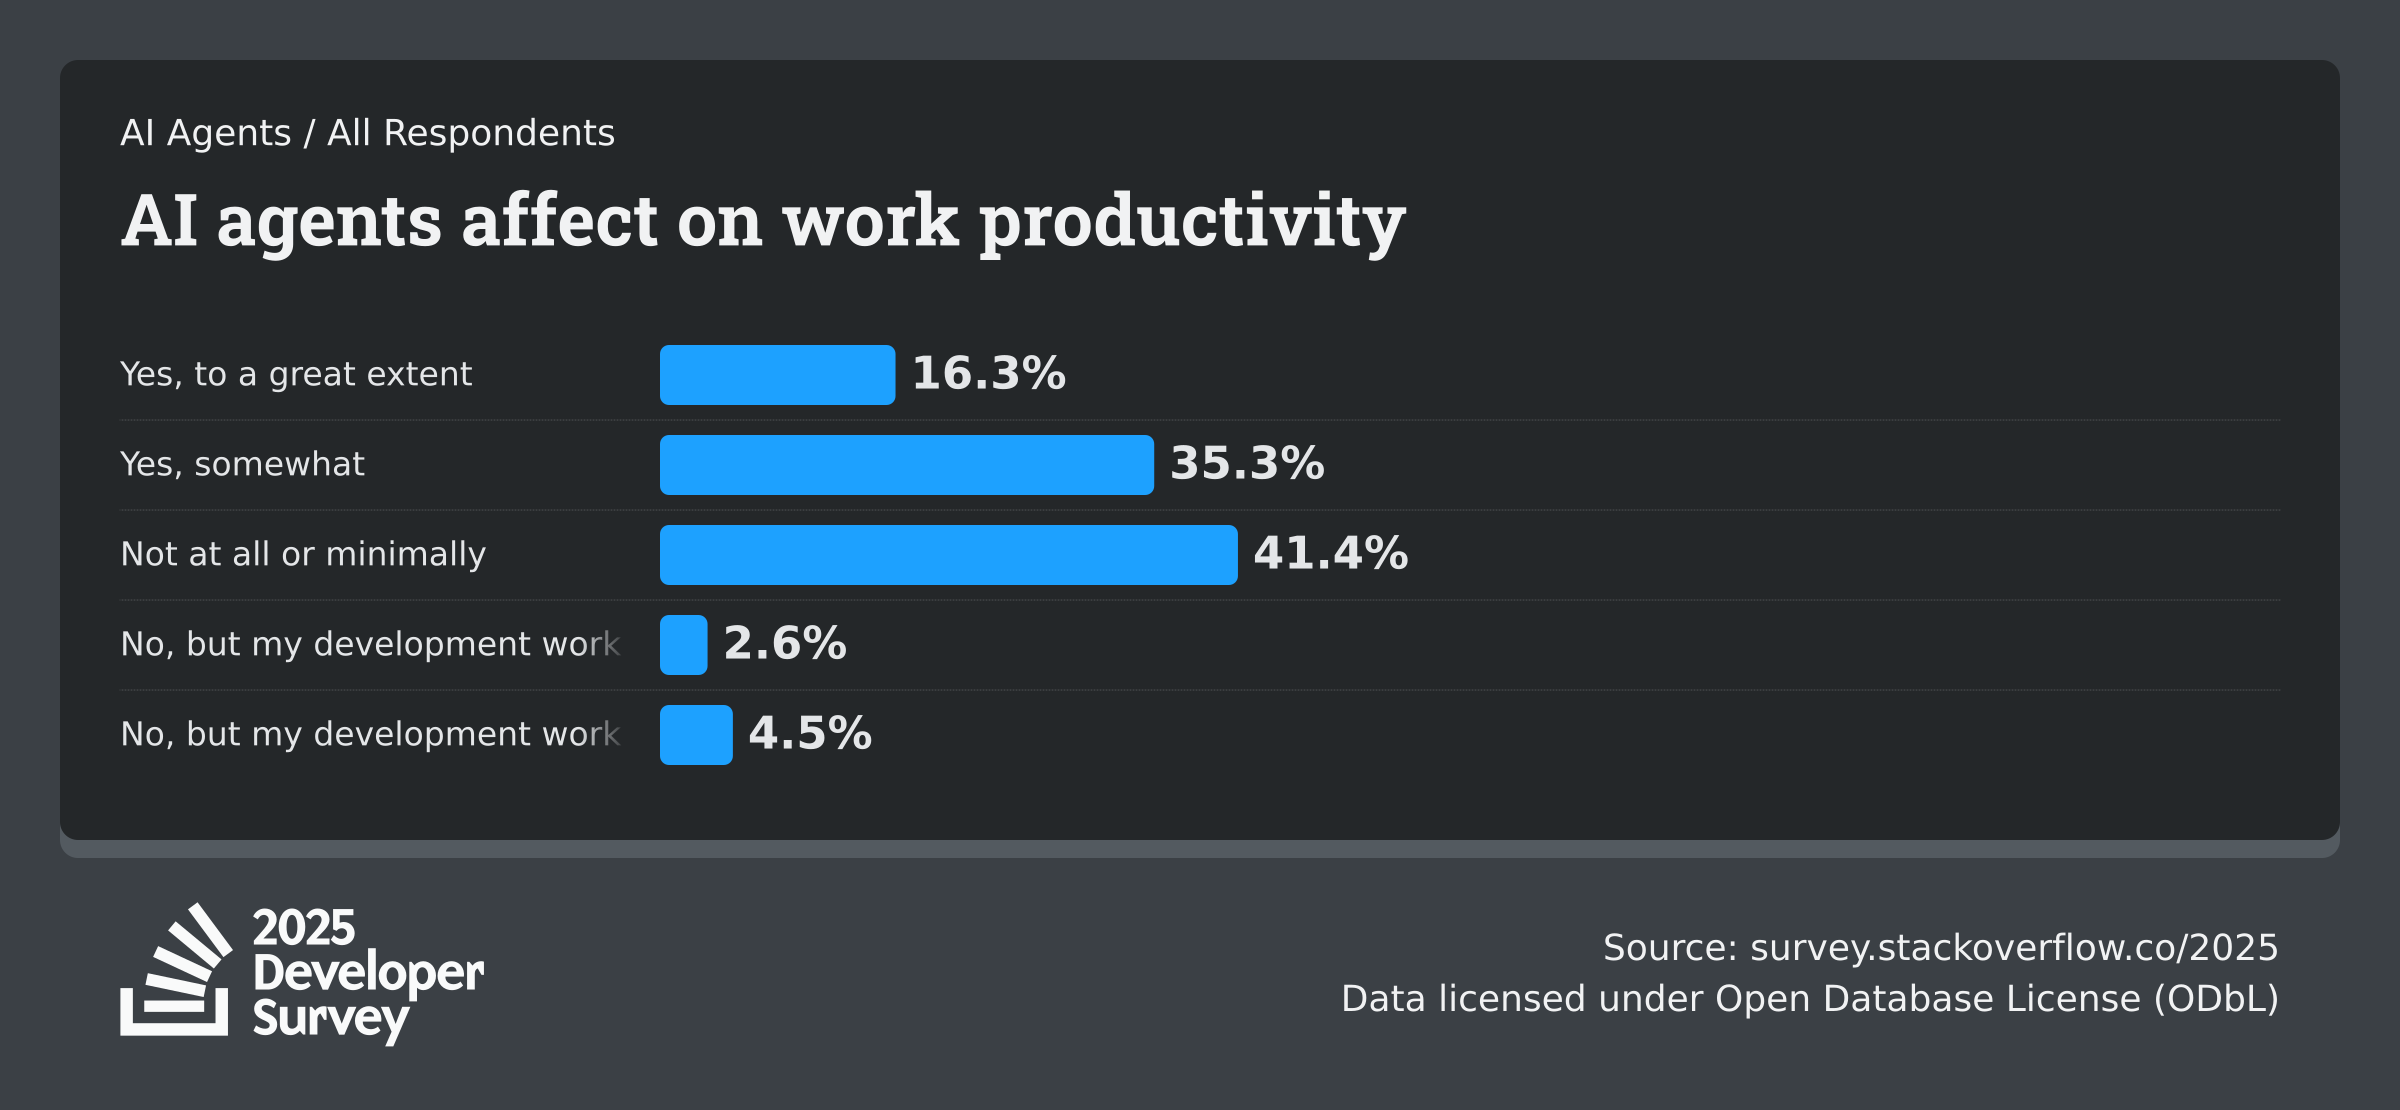 AI Agents / All Respondents
AI agents affect on work productivity
Yes, to a great extent 16.3%
Yes, somewhat 35.3%
Not at all or minimally 41.4%
No, but my development work 2.6%
No, but my development work 4.5%
2025
Developer
Survey
Source: survey.stackoverflow.co/2025
Data licensed under Open Database License (ODbL)